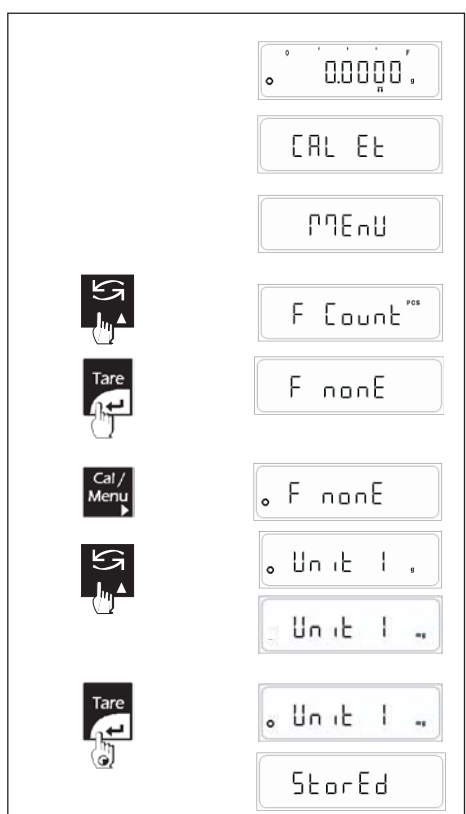 0 F
0.0000 g
CAL Et
MEnU
F Count PCS
Tare
F nonE
Cal /
Menu
F nonE
Unit 1 g
Unit 1 mg
Tare
Unit 1 mg
StorEd